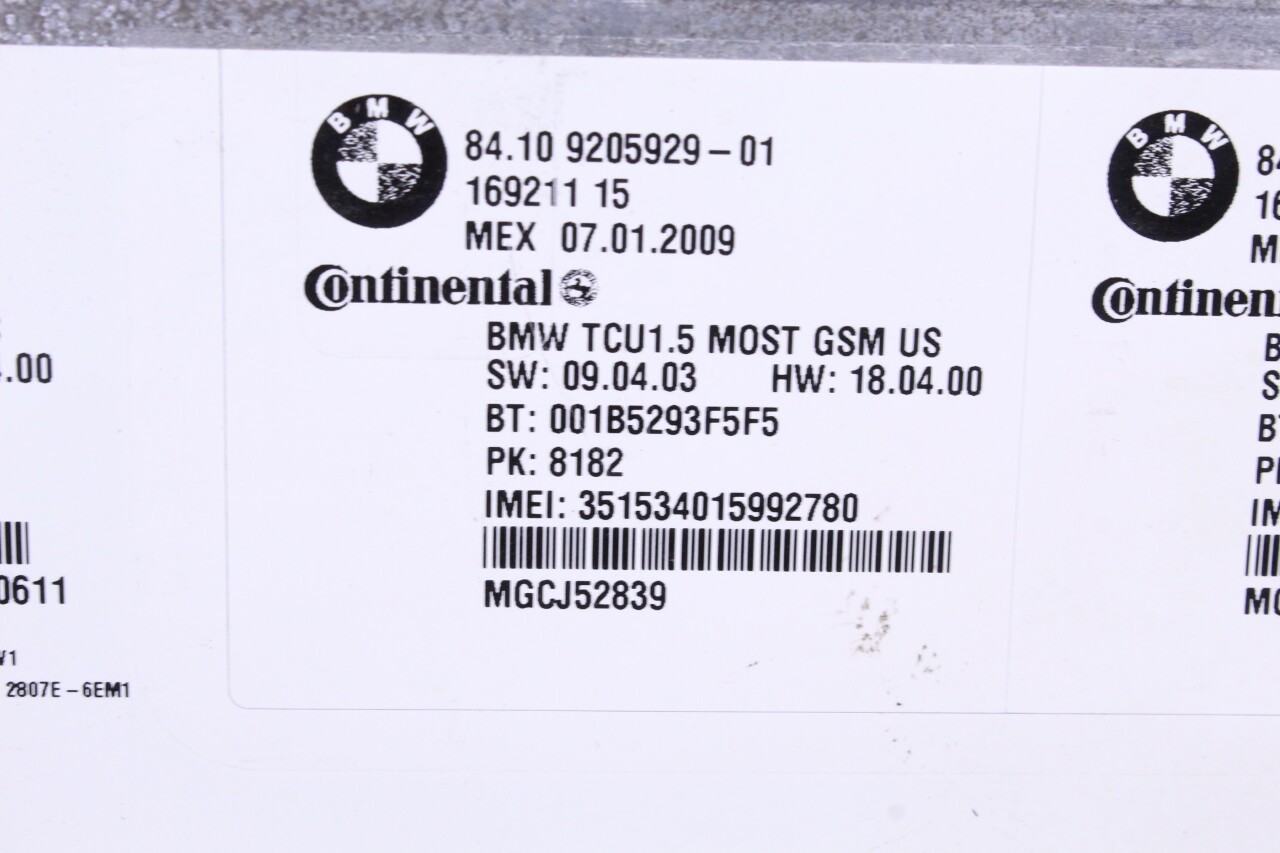 BMW
84.10 9205929-01
169211 15
MEX 07.01.2009
Continental
BMW TCU1.5 MOST GSM US
SW: 09.04.03 HW: 18.04.00
BT: 001B5293F5F5
PK: 8182
IMEI: 351534015992780
MGCJ52839
.00
0611
2807E-6EM1
BMW